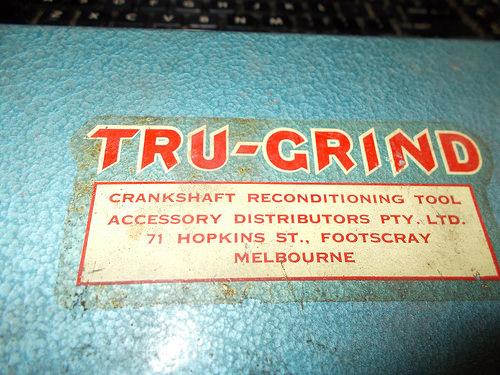 TRU-GRIND
CRANKSHAFT RECONDITIONING TOOL
ACCESSORY DISTRIBUTORS PTY. LTD.
71 HOPKINS ST., FOOTSCRAY
MELBOURNE